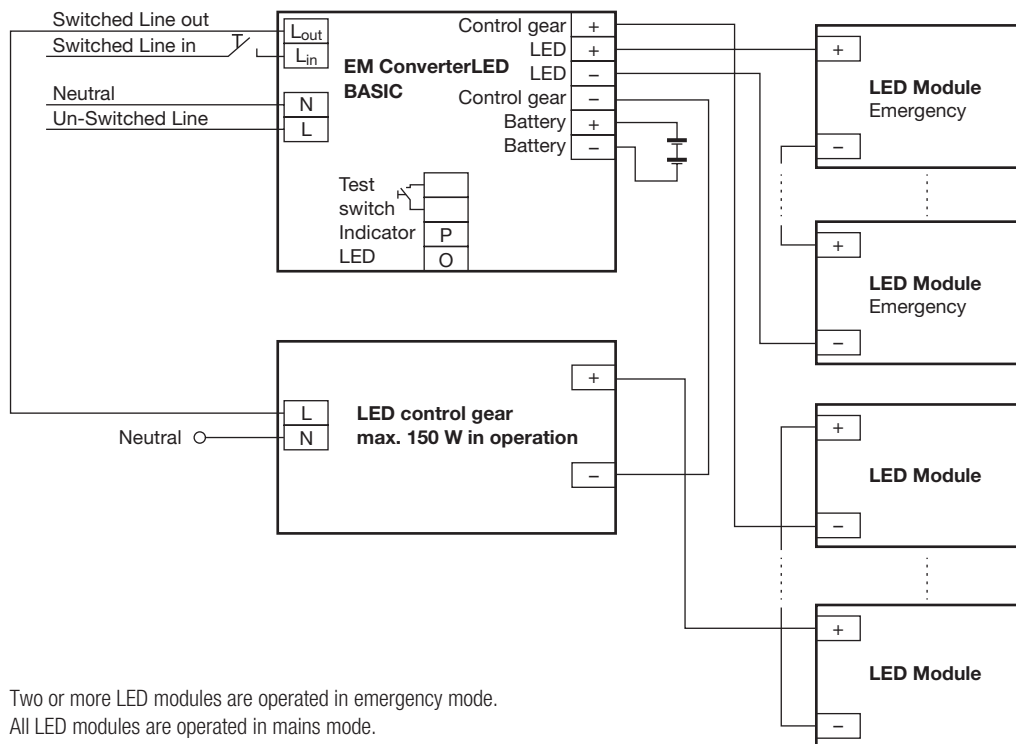 Switched Line out
Switched Line in
Neutral
Un-Switched Line
Lout
Lin
N
L
EM ConverterLED
BASIC
Control gear +
LED +
LED −
Control gear −
Battery +
Battery −
Test
switch
Indicator P
LED O
+
LED Module
Emergency
−
+
LED Module
Emergency
−
L
N
Neutral
LED control gear
max. 150 W in operation
+
−
+
LED Module
−
+
LED Module
−
Two or more LED modules are operated in emergency mode.
All LED modules are operated in mains mode.